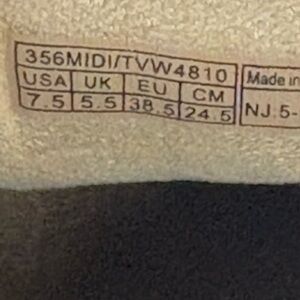 356MIDI/TVW4810
USA UK EU CM
7.5 5.5 38.5 24.5
Made in
NJ.5-